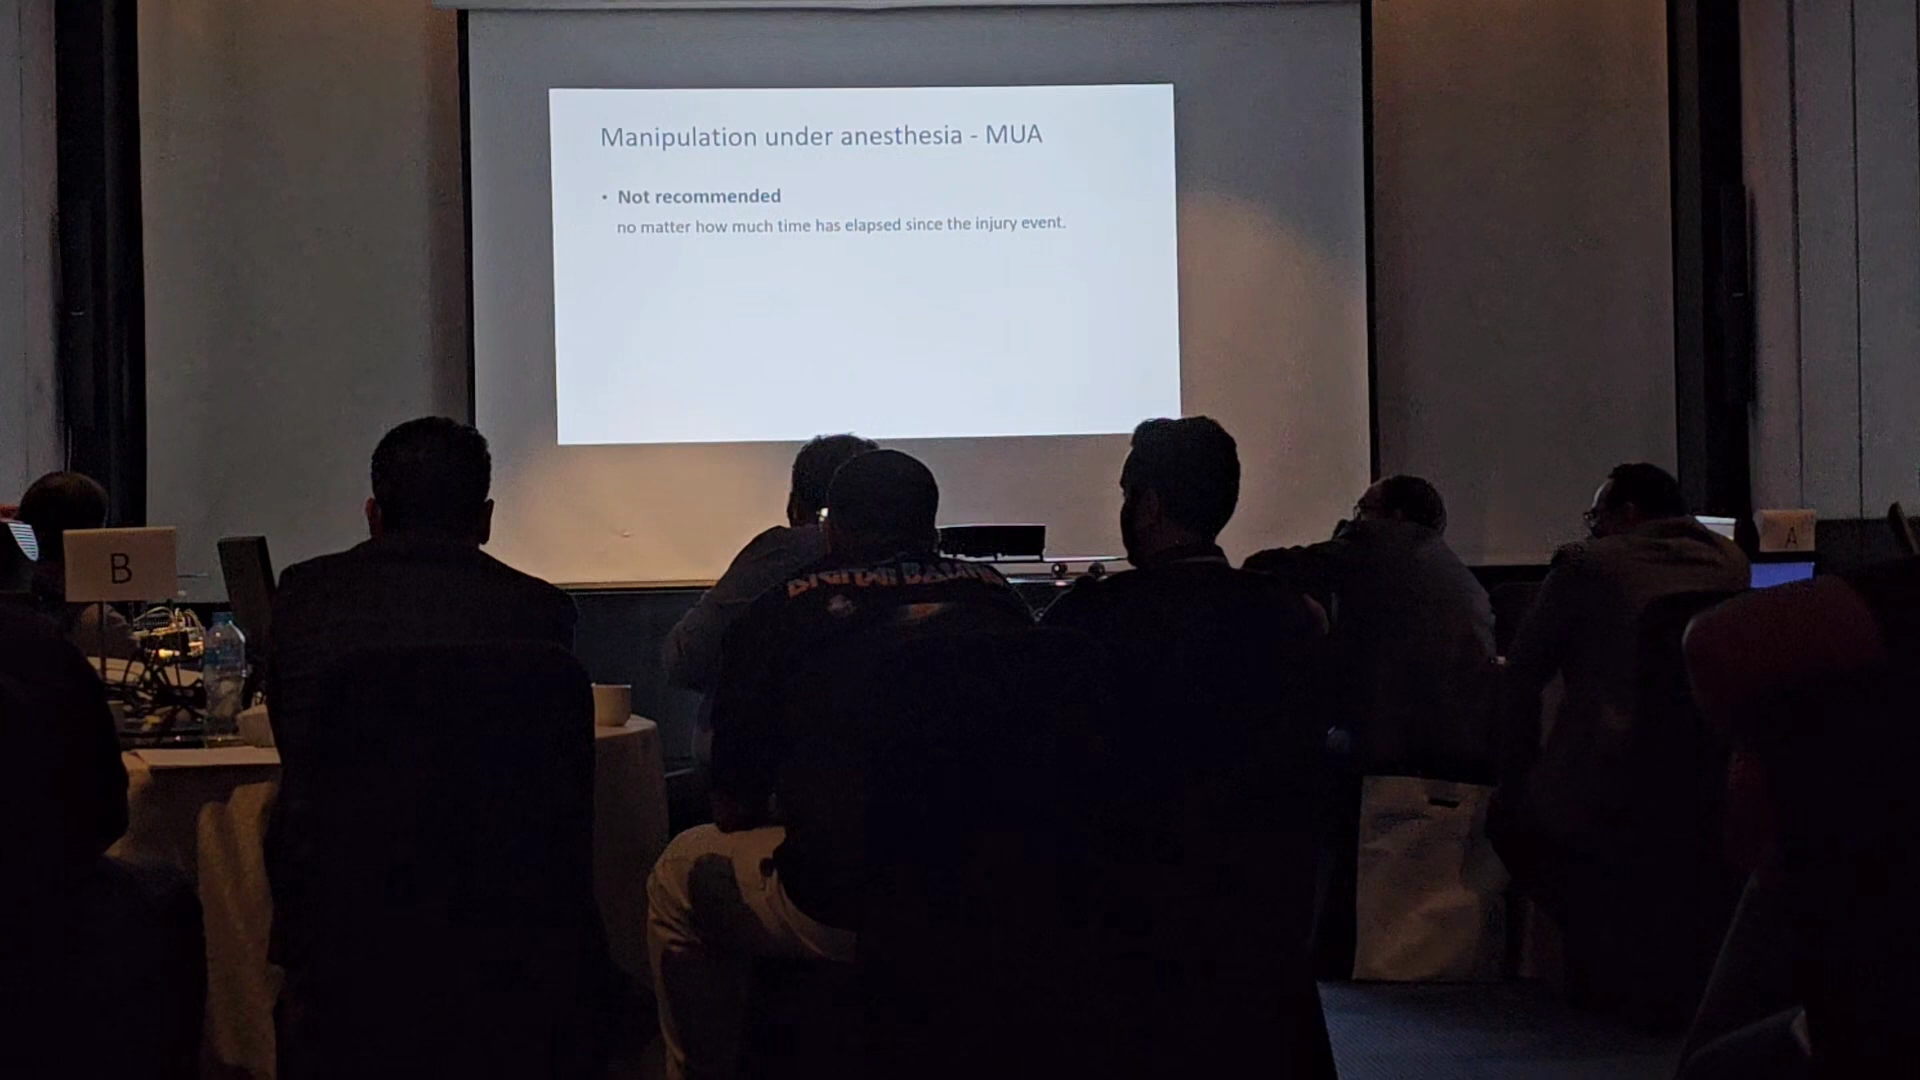 Manipulation under anesthesia - MUA
• Not recommended
no matter how much time has elapsed since the injury event.
B
A